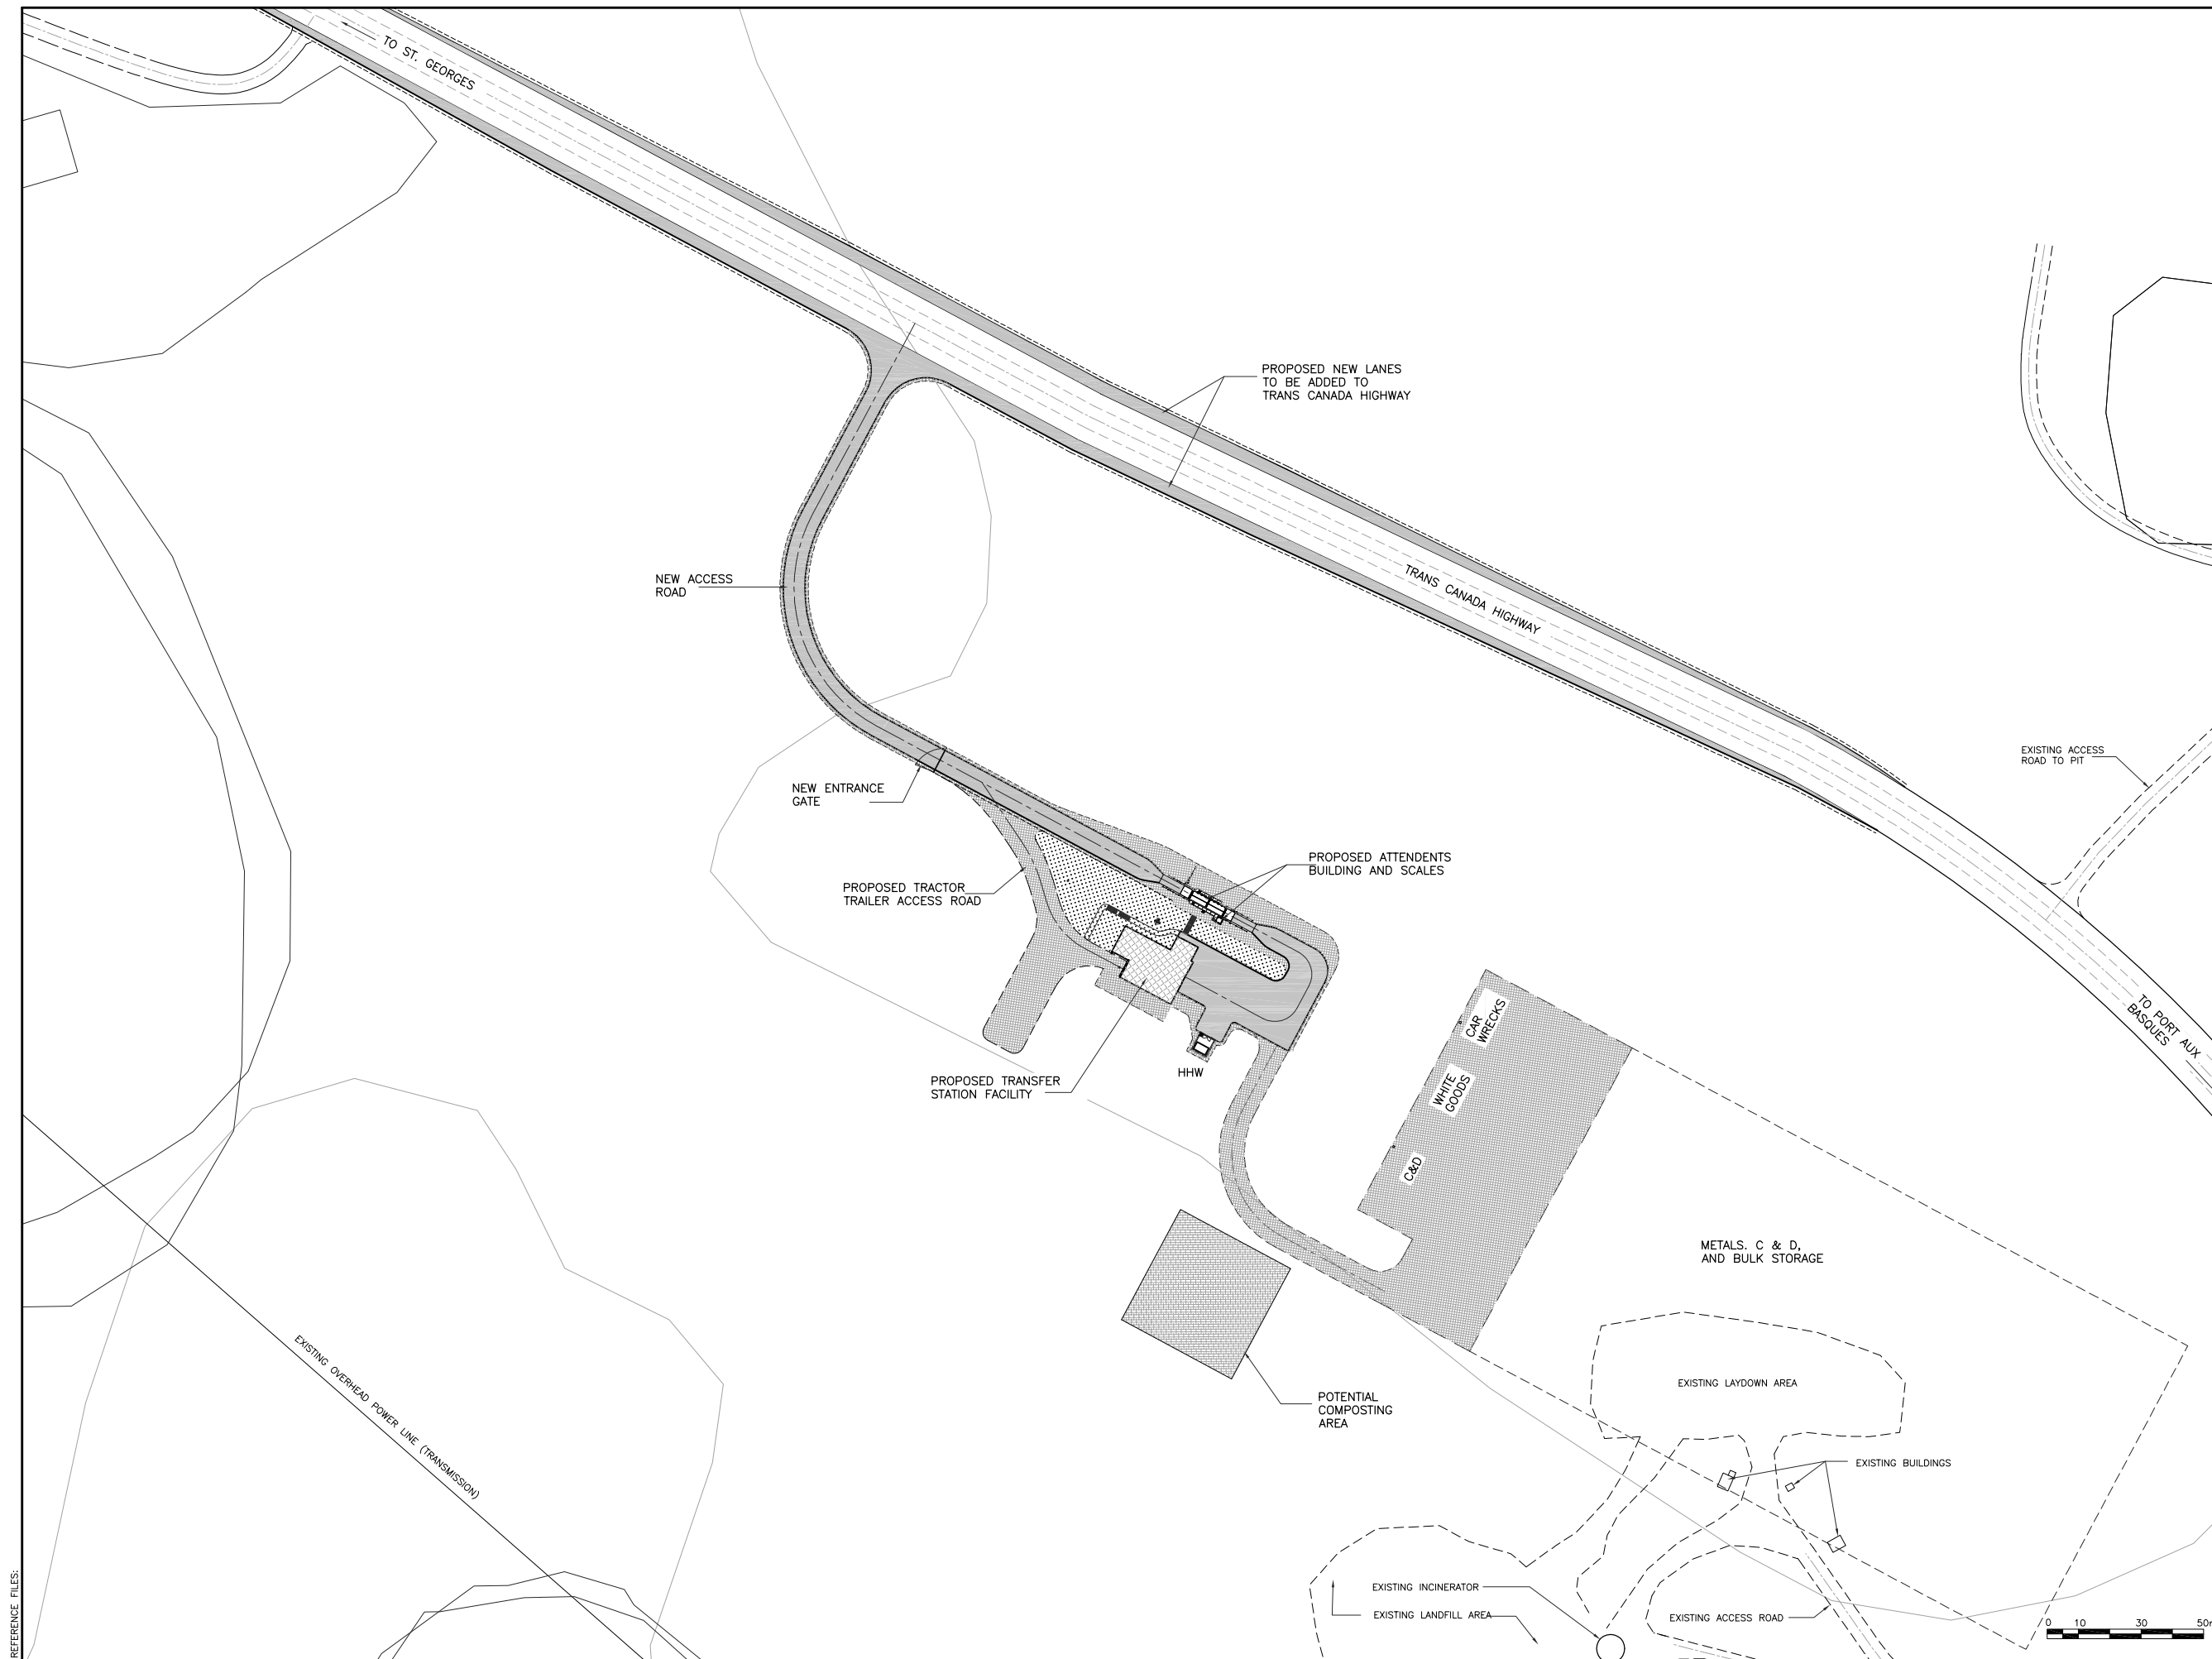 TO ST. GEORGES
PROPOSED NEW LANES
TO BE ADDED TO
TRANS CANADA HIGHWAY
NEW ACCESS
ROAD
TRANS CANADA HIGHWAY
EXISTING ACCESS
ROAD TO PIT
NEW ENTRANCE
GATE
PROPOSED ATTENDENTS
BUILDING AND SCALES
PROPOSED TRACTOR
TRAILER ACCESS ROAD
TO PORT AUX
BASQUES
CAR
WRECKS
PROPOSED TRANSFER
STATION FACILITY
HHW
WHITE
GOODS
C&D
METALS. C & D,
AND BULK STORAGE
EXISTING OVERHEAD POWER LINE (TRANSMISSION)
POTENTIAL
COMPOSTING
AREA
EXISTING LAYDOWN AREA
EXISTING BUILDINGS
EXISTING INCINERATOR
EXISTING LANDFILL AREA
EXISTING ACCESS ROAD
REFERENCE FILES:
0 10 30 50m